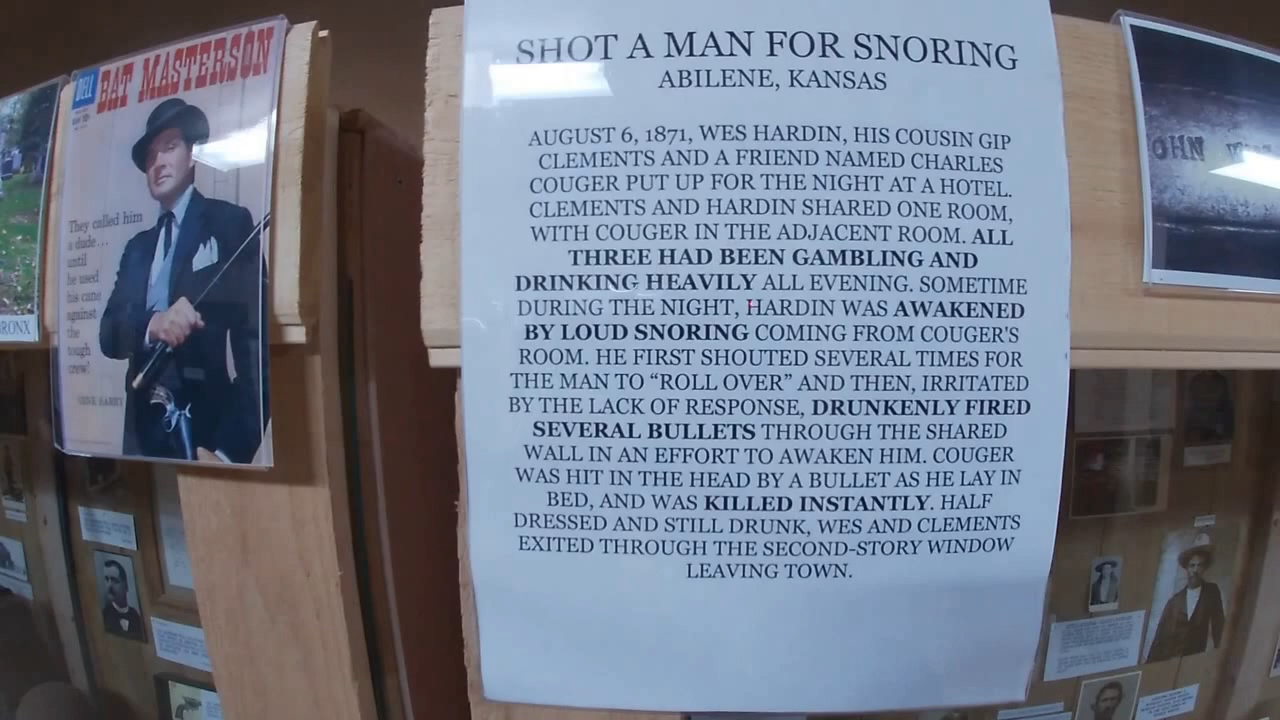 BRONX
DELL
BAT MASTERSON
They called him
a dude...
until
he used
his cane
against
the
tough
crew!
SHOT A MAN FOR SNORING
ABILENE, KANSAS
AUGUST 6, 1871, WES HARDIN, HIS COUSIN GIP
CLEMENTS AND A FRIEND NAMED CHARLES
COUGER PUT UP FOR THE NIGHT AT A HOTEL.
CLEMENTS AND HARDIN SHARED ONE ROOM,
WITH COUGER IN THE ADJACENT ROOM. ALL
THREE HAD BEEN GAMBLING AND
DRINKING HEAVILY ALL EVENING. SOMETIME
DURING THE NIGHT, HARDIN WAS AWAKENED
BY LOUD SNORING COMING FROM COUGER'S
ROOM. HE FIRST SHOUTED SEVERAL TIMES FOR
THE MAN TO “ROLL OVER” AND THEN, IRRITATED
BY THE LACK OF RESPONSE, DRUNKENLY FIRED
SEVERAL BULLETS THROUGH THE SHARED
WALL IN AN EFFORT TO AWAKEN HIM. COUGER
WAS HIT IN THE HEAD BY A BULLET AS HE LAY IN
BED, AND WAS KILLED INSTANTLY. HALF
DRESSED AND STILL DRUNK, WES AND CLEMENTS
EXITED THROUGH THE SECOND-STORY WINDOW
LEAVING TOWN.
JOHN